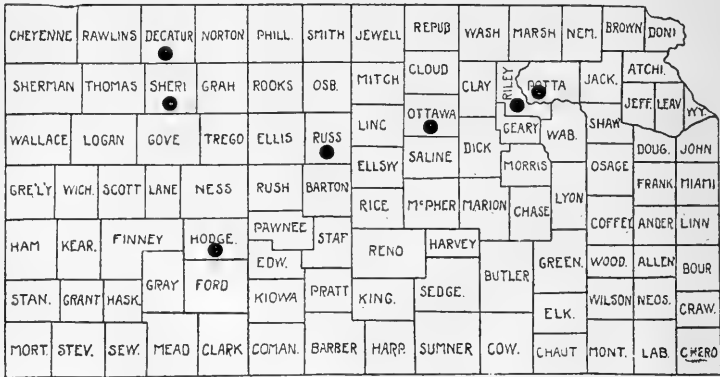 CHEYENNE RAWLINS DECATUR NORTON PHILL. SMITH JEWELL REPUB WASH MARSH NEM. BROWN DONI
SHERMAN THOMAS SHERI GRAH ROOKS OSB. MITCH CLOUD CLAY RILEY POTTA JACK. ATCHI.
JEFF. LEAV WY.
WALLACE LOGAN GOVE TREGO ELLIS RUSS LINC OTTAWA DICK GEARY WAB. SHAW DOUG. JOHN
ELLSW SALINE MORRIS OSAGE
GRE'L'Y WICH. SCOTT LANE NESS RUSH BARTON RICE McPHER MARION CHASE LYON FRANK. MIAMI
COFFEY ANDER LINN
HAM KEAR. FINNEY HODGE. PAWNEE STAF RENO HARVEY
EDW. BUTLER GREEN. WOOD. ALLEN BOUR
STAN. GRANT HASK. GRAY FORD KIOWA PRATT KING. SEDGE. WILSON NEOS. CRAW.
ELK.
MORT. STEV. SEW. MEAD CLARK COMAN. BARBER HARP. SUMNER COW. CHAUT MONT. LAB. CHERO